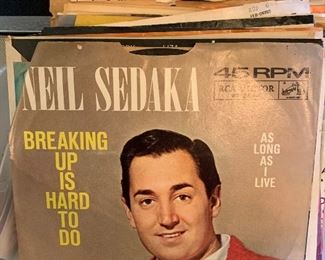 NEIL SEDAKA
45 RPM
RCA VICTOR
BREAKING
UP
IS
HARD
TO
DO
AS
LONG
AS
I
LIVE